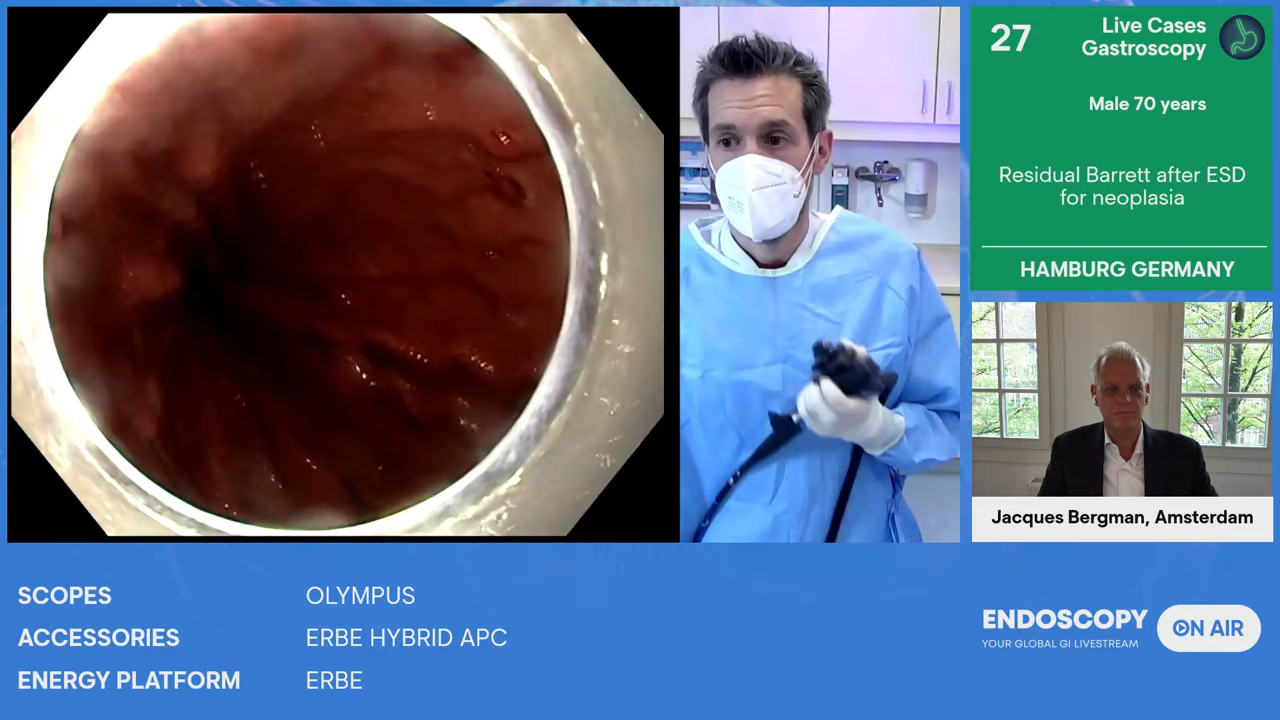 27
Live Cases
Gastroscopy
Male 70 years
Residual Barrett after ESD
for neoplasia
HAMBURG GERMANY
Jacques Bergman, Amsterdam
SCOPES OLYMPUS
ACCESSORIES ERBE HYBRID APC
ENERGY PLATFORM ERBE
ENDOSCOPY
YOUR GLOBAL GI LIVESTREAM
ON AIR